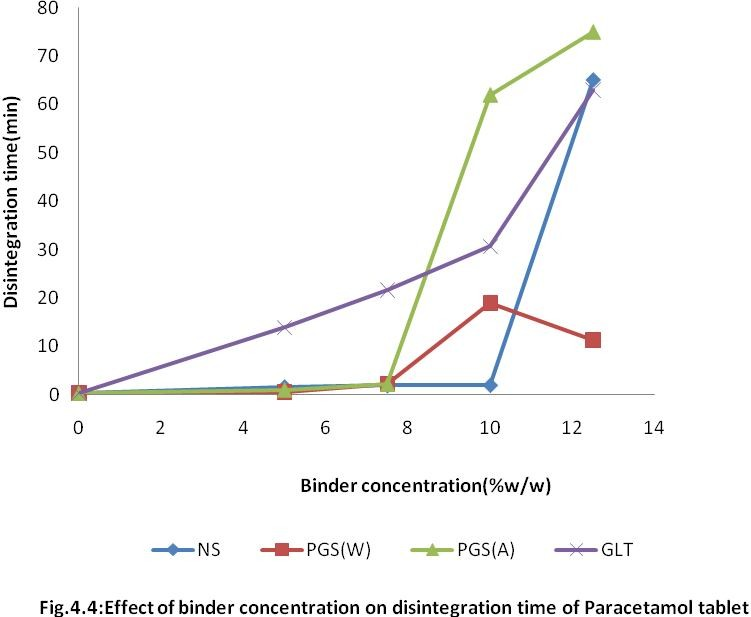 80
70
60
50
40
30
20
10
0
Disintegration time(min)
0 2 4 6 8 10 12 14
Binder concentration(%w/w)
NS PGS(W) PGS(A) GLT
Fig.4.4:Effect of binder concentration on disintegration time of Paracetamol tablet